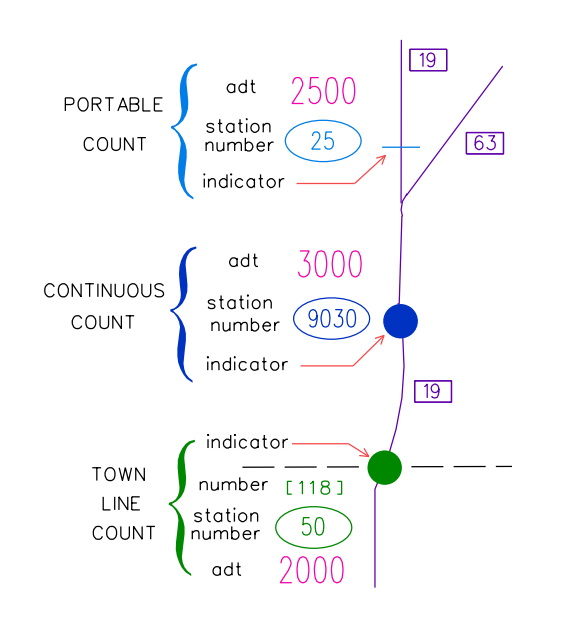 19
adt 2500
PORTABLE
station
number 25
COUNT
63
indicator
adt 3000
CONTINUOUS
station
number 9030
COUNT
indicator
19
indicator
TOWN
number [118]
LINE
station
number 50
COUNT
adt 2000